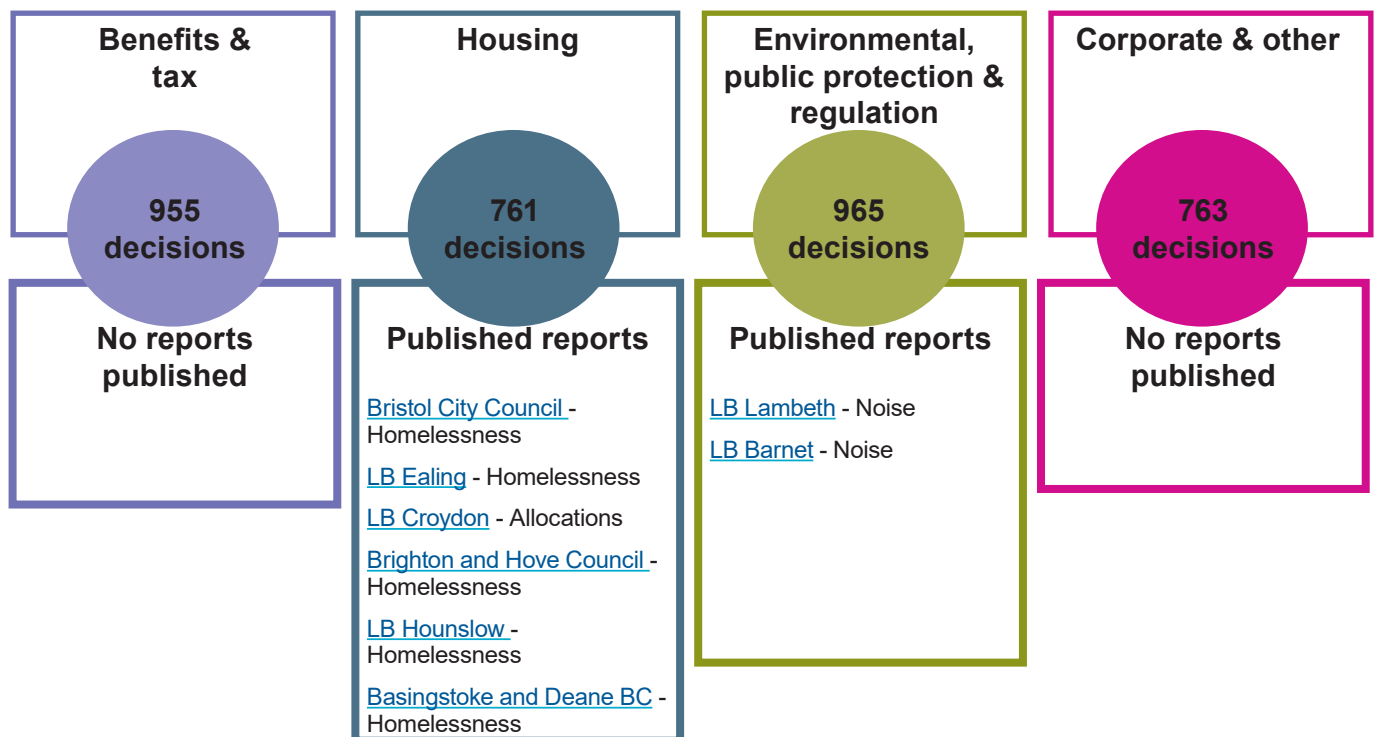 Benefits &
tax
955
decisions
No reports
published
Housing
761
decisions
Published reports
Bristol City Council -
Homelessness
LB Ealing - Homelessness
LB Croydon - Allocations
Brighton and Hove Council -
Homelessness
LB Hounslow -
Homelessness
Basingstoke and Deane BC -
Homelessness
Environmental,
public protection &
regulation
965
decisions
Published reports
LB Lambeth - Noise
LB Barnet - Noise
Corporate & other
763
decisions
No reports
published